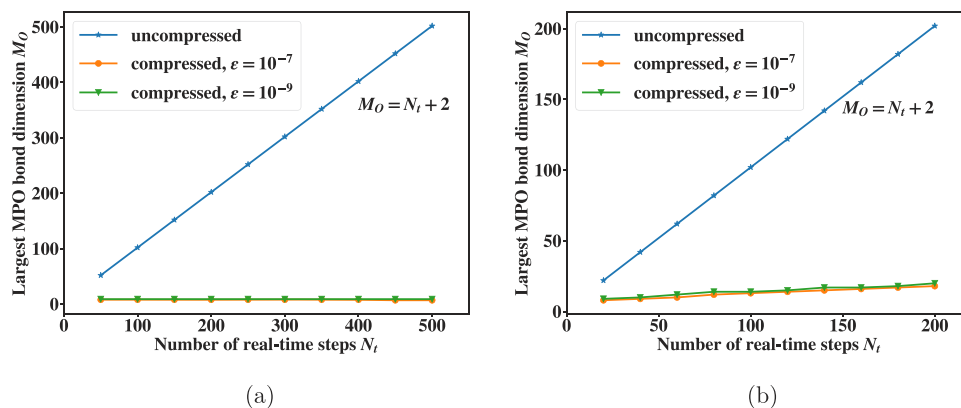 500
400
300
200
100
0
Largest MPO bond dimension M_O
uncompressed
compressed, ε = 10⁻⁷
compressed, ε = 10⁻⁹
M_O = N_t + 2
0 100 200 300 400 500
Number of real-time steps N_t
(a)
200
150
100
50
0
Largest MPO bond dimension M_O
uncompressed
compressed, ε = 10⁻⁷
compressed, ε = 10⁻⁹
M_O = N_t + 2
0 50 100 150 200
Number of real-time steps N_t
(b)